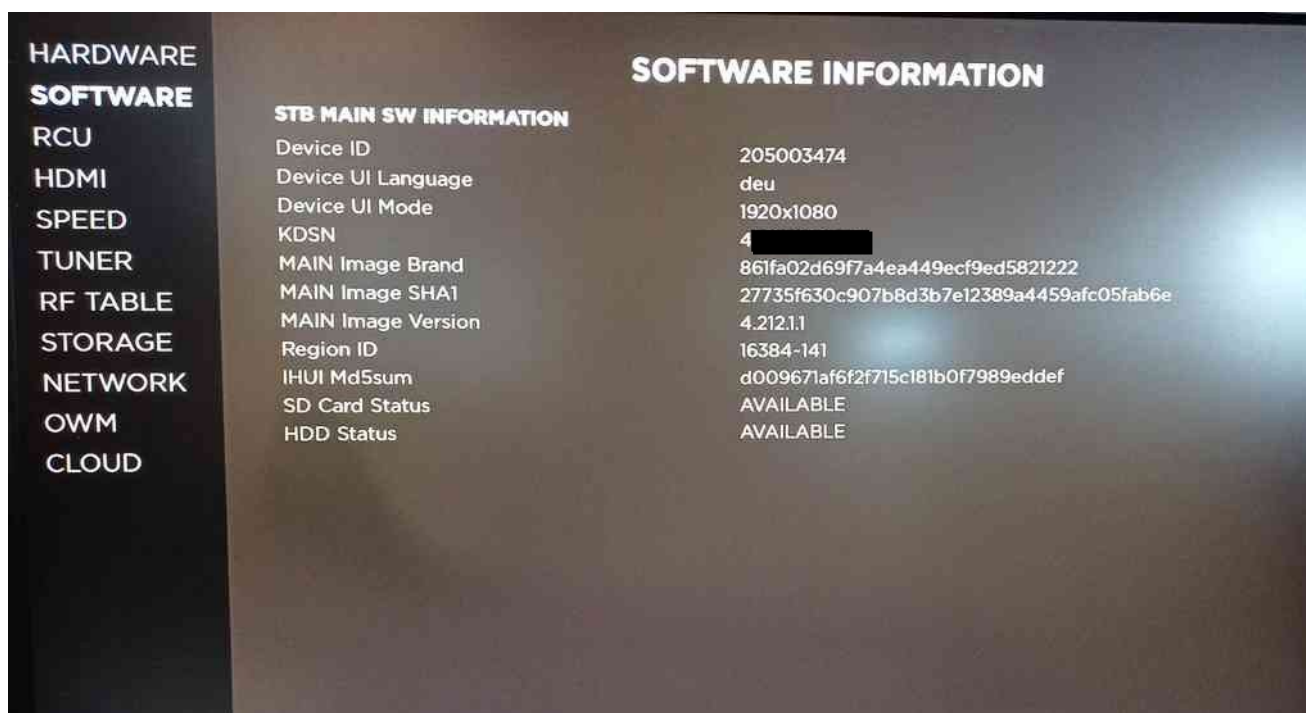 HARDWARE
SOFTWARE
RCU
HDMI
SPEED
TUNER
RF TABLE
STORAGE
NETWORK
OWM
CLOUD
SOFTWARE INFORMATION
STB MAIN SW INFORMATION
Device ID 205003474
Device UI Language deu
Device UI Mode 1920x1080
KDSN 4
MAIN Image Brand 861fa02d69f7a4ea449ecf9ed5821222
MAIN Image SHA1 27735f630c907b8d3b7e12389a4459afc05fab6e
MAIN Image Version 4.212.1.1
Region ID 16384-141
IHUI Md5sum d009671af6f2f715c181b0f7989eddef
SD Card Status AVAILABLE
HDD Status AVAILABLE